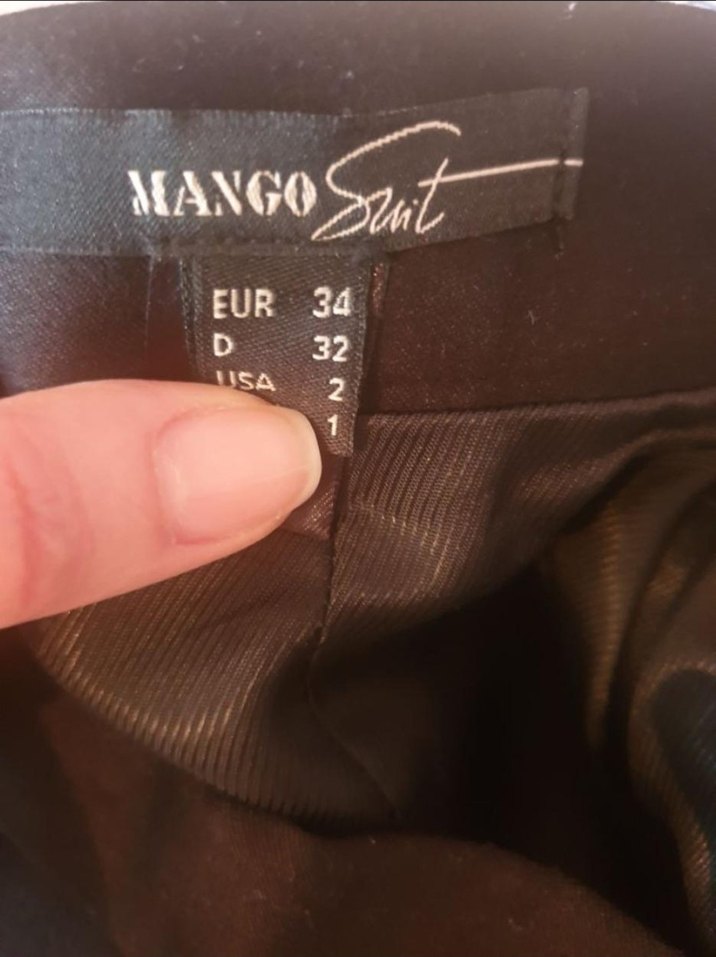 MANGO Suit
EUR 34
D 32
USA 2
1